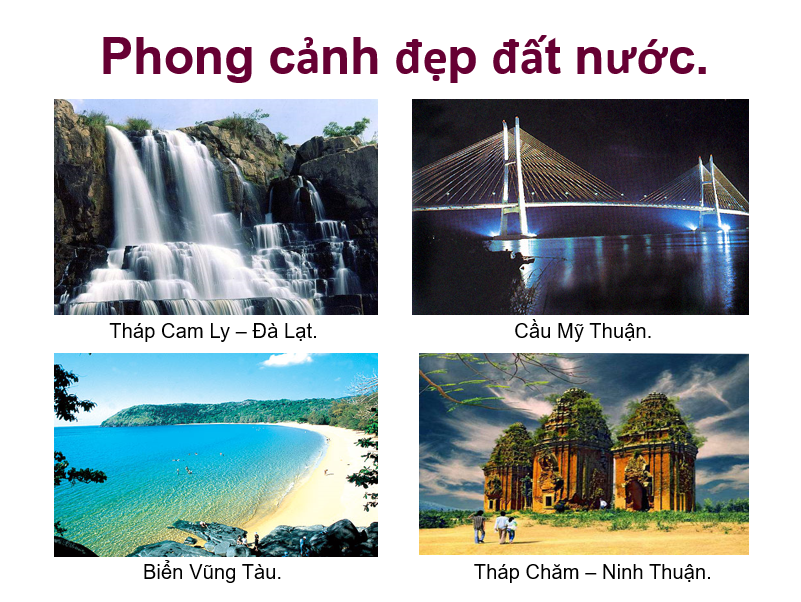 Phong cảnh đẹp đất nước.
Tháp Cam Ly – Đà Lạt.
Cầu Mỹ Thuận.
Biển Vũng Tàu.
Tháp Chăm – Ninh Thuận.